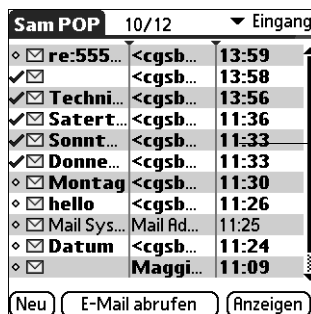 Sam POP 10/12 Eingang
re:555... <cgsb... 13:59
<cgsb... 13:58
Techni... <cgsb... 13:56
Satert... <cgsb... 11:36
Sonnt... <cgsb... 11:33
Donne... <cgsb... 11:33
Montag <cgsb... 11:30
hello <cgsb... 11:26
Mail Sys... Mail Ad... 11:25
Datum <cgsb... 11:24
Maggi... 11:09
Neu E-Mail abrufen Anzeigen